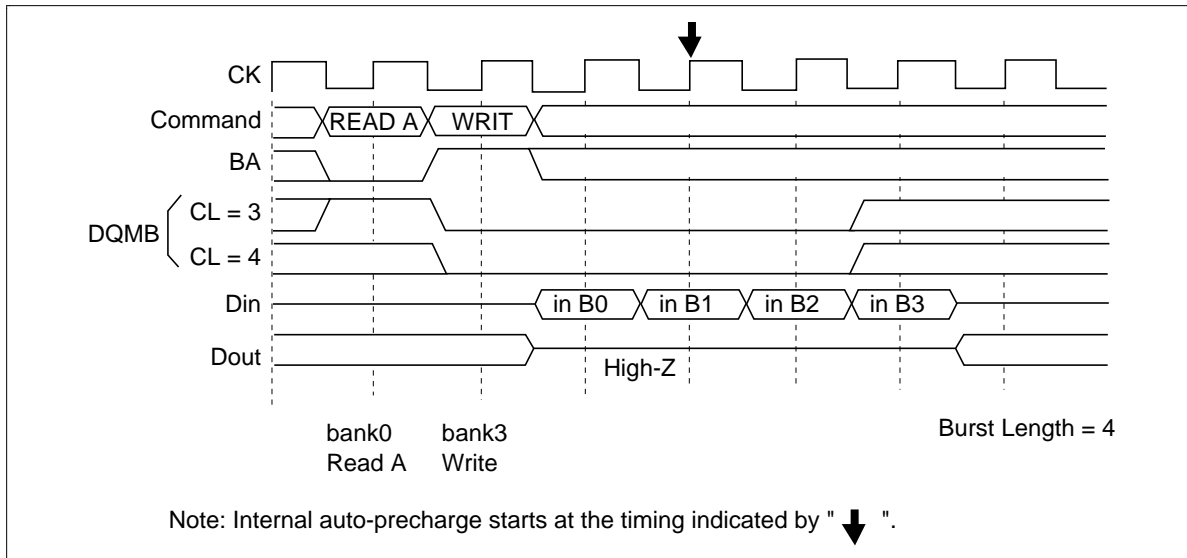 CK
Command READ A WRIT
BA
DQMB CL = 3
CL = 4
Din in B0 in B1 in B2 in B3
Dout High-Z
bank0 bank3 Burst Length = 4
Read A Write
Note: Internal auto-precharge starts at the timing indicated by " ".